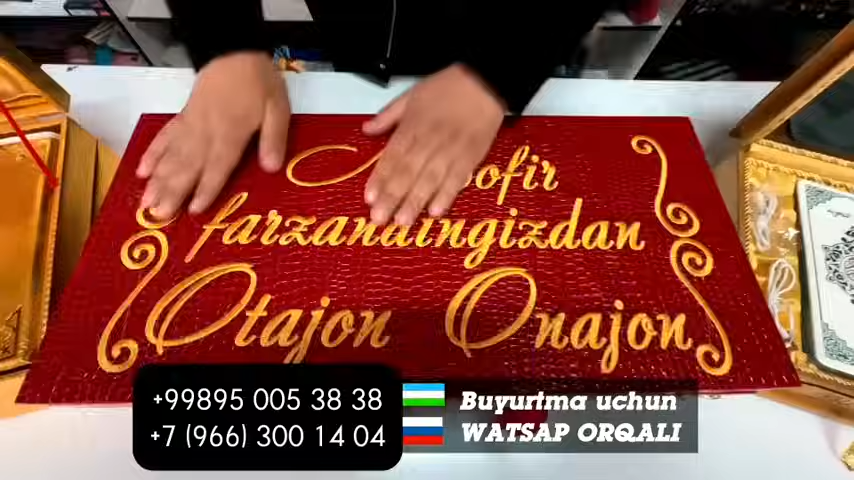 farzandingizdan
Otajon Onajon
+99895 005 38 38
+7 (966) 300 14 04
Buyurtma uchun
WATSAP ORQALI